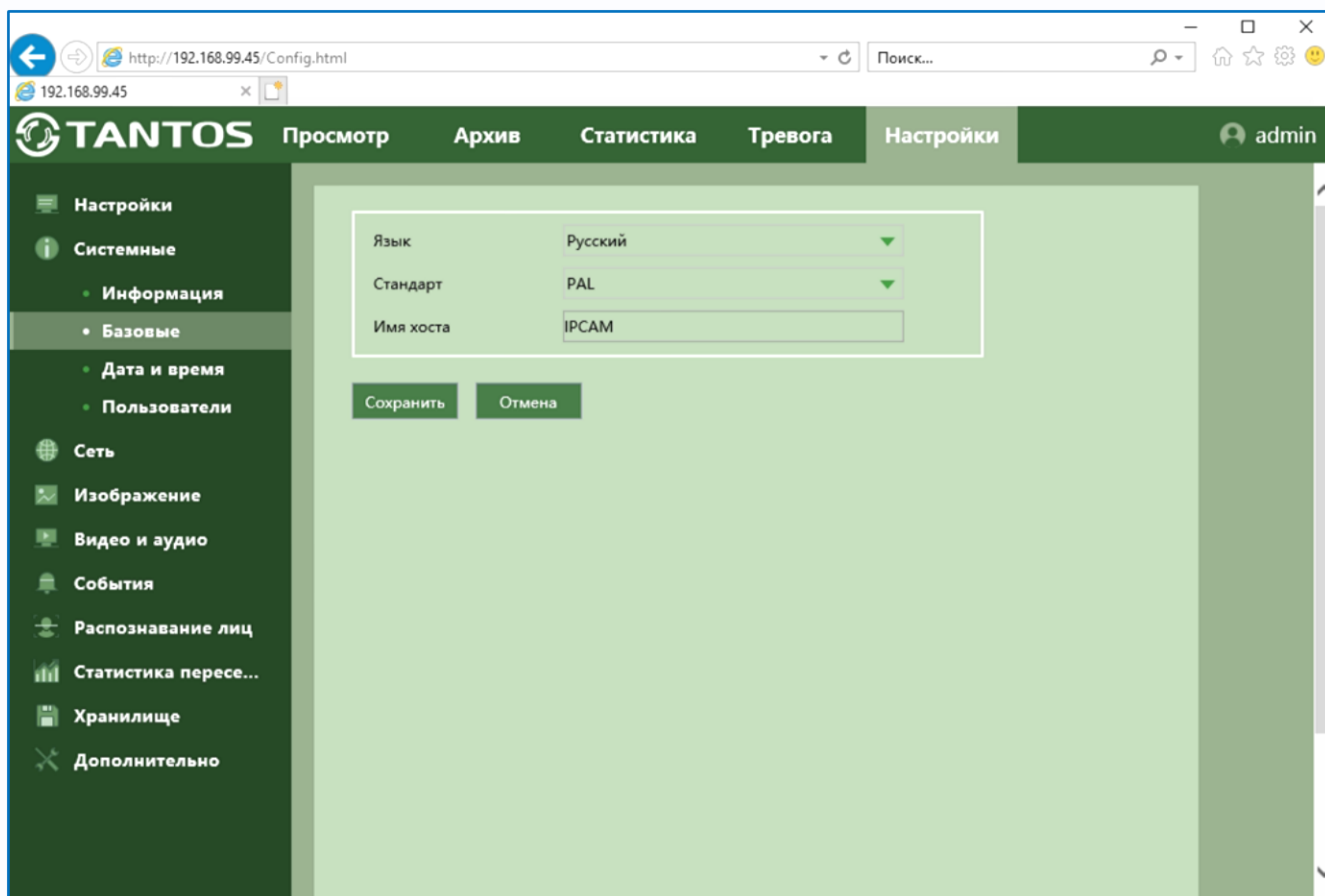 http://192.168.99.45/Config.html
Поиск...
192.168.99.45
TANTOS
Просмотр
Архив
Статистика
Тревога
Настройки
admin
Настройки
Системные
Информация
Базовые
Дата и время
Пользователи
Сеть
Изображение
Видео и аудио
События
Распознавание лиц
Статистика пересе...
Хранилище
Дополнительно
Язык Русский
Стандарт PAL
Имя хоста IPCAM
Сохранить Отмена